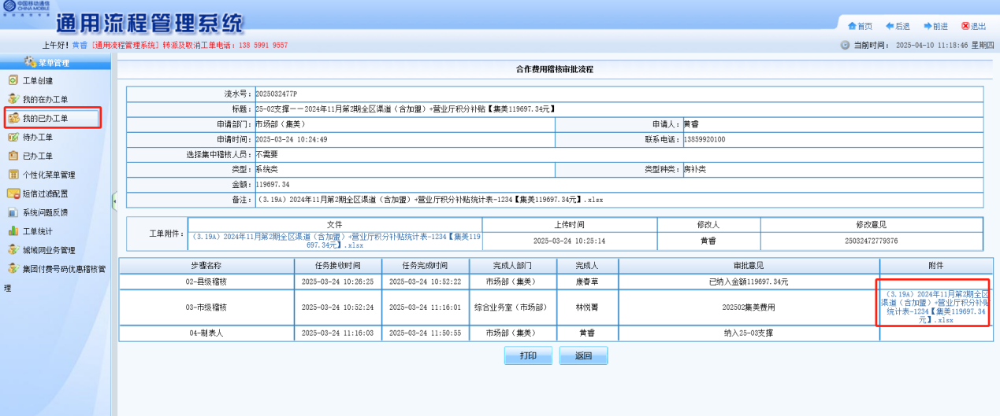 中国移动通信
CHINA MOBILE
通用流程管理系统
首页 后退 前进 退出
上午好！黄睿 [通用流程管理系统] 转派及取消工单电话：138 5991 9557
当前时间： 2025-04-10 11:18:46 星期四
菜单管理
工单创建
我的在办工单
我的已办工单
待办工单
已办工单
个性化菜单管理
短信过滤配置
系统问题反馈
工单统计
城域网业务管理
集团付费号码优惠稽核管
理
合作费用稽核审批流程
流水号：2025032477P
标题：25-02支撑——2024年11月第2期全区渠道（含加盟）+营业厅积分补贴【集美119697.34元】
申请部门：市场部（集美） 申请人：黄睿
申请时间：2025-03-24 10:24:49 联系电话：13859920100
选择集中稽核人员：不需要
类型：系统类 类型种类：房补类
金额：119697.34
备注：（3.19A）2024年11月第2期全区渠道（含加盟）+营业厅积分补贴统计表-1234【集美119697.34元】.xlsx
工单附件： 文件 上传时间 修改人 修改意见
（3.19A）2024年11月第2期全区渠道（含加盟）+营业厅积分补贴统计表-1234【集美119
697.34元】.xlsx 2025-03-24 10:25:14 黄睿 25032472779376
步骤名称 任务接收时间 任务完成时间 完成人部门 完成人 审批意见 附件
02-县级稽核 2025-03-24 10:26:25 2025-03-24 10:52:22 市场部（集美） 康春草 已纳入金额119697.34元
03-市级稽核 2025-03-24 10:52:24 2025-03-24 11:16:01 综合业务室（市场部） 林悦菁 202502集美费用
（3.19A）2024年11月第2期全区
渠道（含加盟）+营业厅积分补贴
统计表-1234【集美119697.34
元】.xlsx
04-制表人 2025-03-24 11:16:03 2025-03-24 11:50:55 市场部（集美） 黄睿 纳入25-03支撑
打印 返回